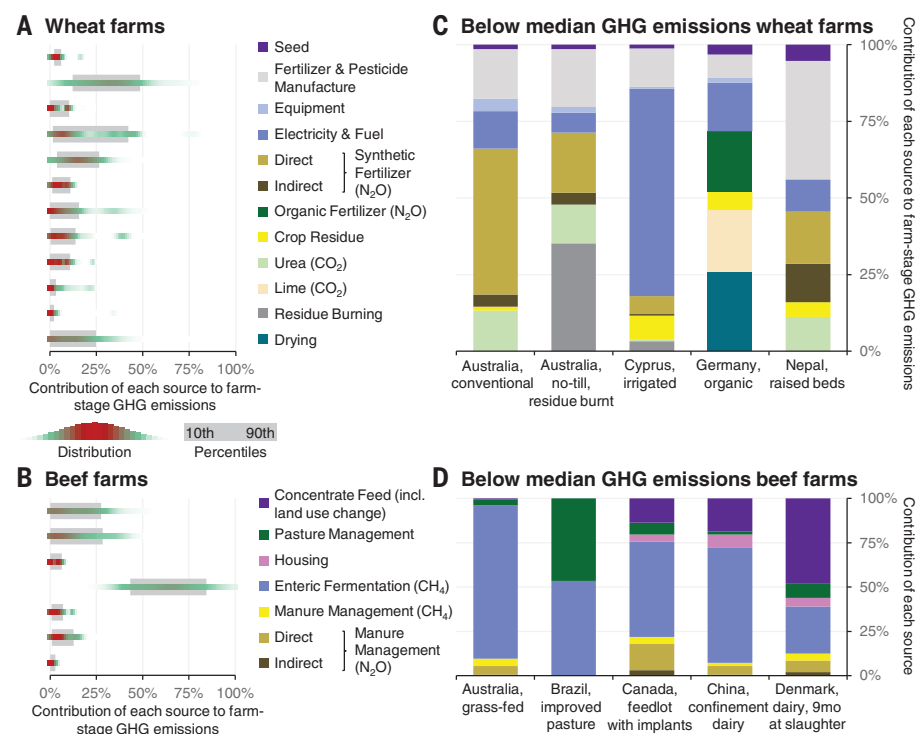 A Wheat farms
Seed
Fertilizer & Pesticide
Manufacture
Equipment
Electricity & Fuel
Direct
Indirect
Synthetic
Fertilizer
(N₂O)
Organic Fertilizer (N₂O)
Crop Residue
Urea (CO₂)
Lime (CO₂)
Residue Burning
Drying
0% 25% 50% 75% 100%
Contribution of each source to farm-
stage GHG emissions
Distribution
10th 90th
Percentiles
B Beef farms
Concentrate Feed (incl.
land use change)
Pasture Management
Housing
Enteric Fermentation (CH₄)
Manure Management (CH₄)
Direct
Indirect
Manure
Management
(N₂O)
0% 25% 50% 75% 100%
Contribution of each source to farm-
stage GHG emissions
C Below median GHG emissions wheat farms
100%
75%
50%
25%
0%
Contribution of each source to farm-stage GHG emissions
Australia,
conventional
Australia,
no-till,
residue burnt
Cyprus,
irrigated
Germany,
organic
Nepal,
raised beds
D Below median GHG emissions beef farms
100%
75%
50%
25%
0%
Contribution of
each source
Australia,
grass-fed
Brazil,
improved
pasture
Canada,
feedlot
with implants
China,
confinement
dairy
Denmark,
dairy, 9mo
at slaughter